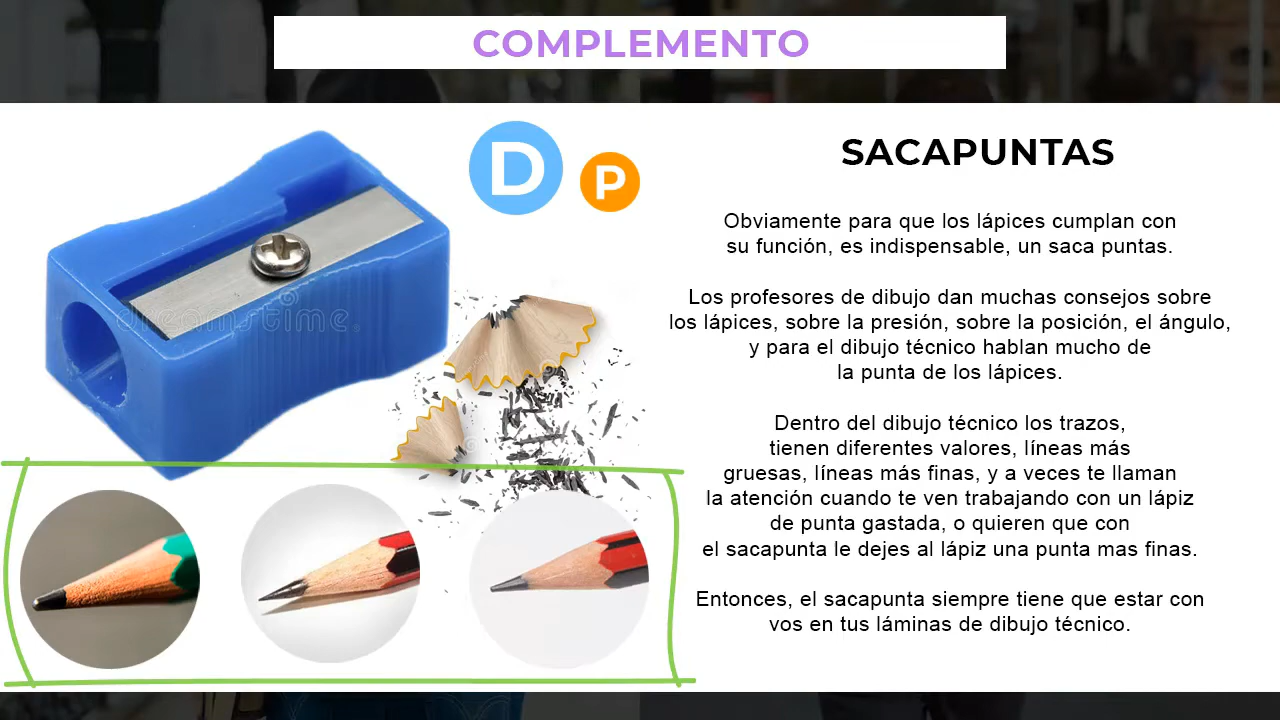 COMPLEMENTO
D
P
SACAPUNTAS
Obviamente para que los lápices cumplan con
su función, es indispensable, un saca puntas.
Los profesores de dibujo dan muchas consejos sobre
los lápices, sobre la presión, sobre la posición, el ángulo,
y para el dibujo técnico hablan mucho de
la punta de los lápices.
Dentro del dibujo técnico los trazos,
tienen diferentes valores, líneas más
gruesas, líneas más finas, y a veces te llaman
la atención cuando te ven trabajando con un lápiz
de punta gastada, o quieren que con
el sacapunta le dejes al lápiz una punta mas finas.
Entonces, el sacapunta siempre tiene que estar con
vos en tus láminas de dibujo técnico.
dreamstime.